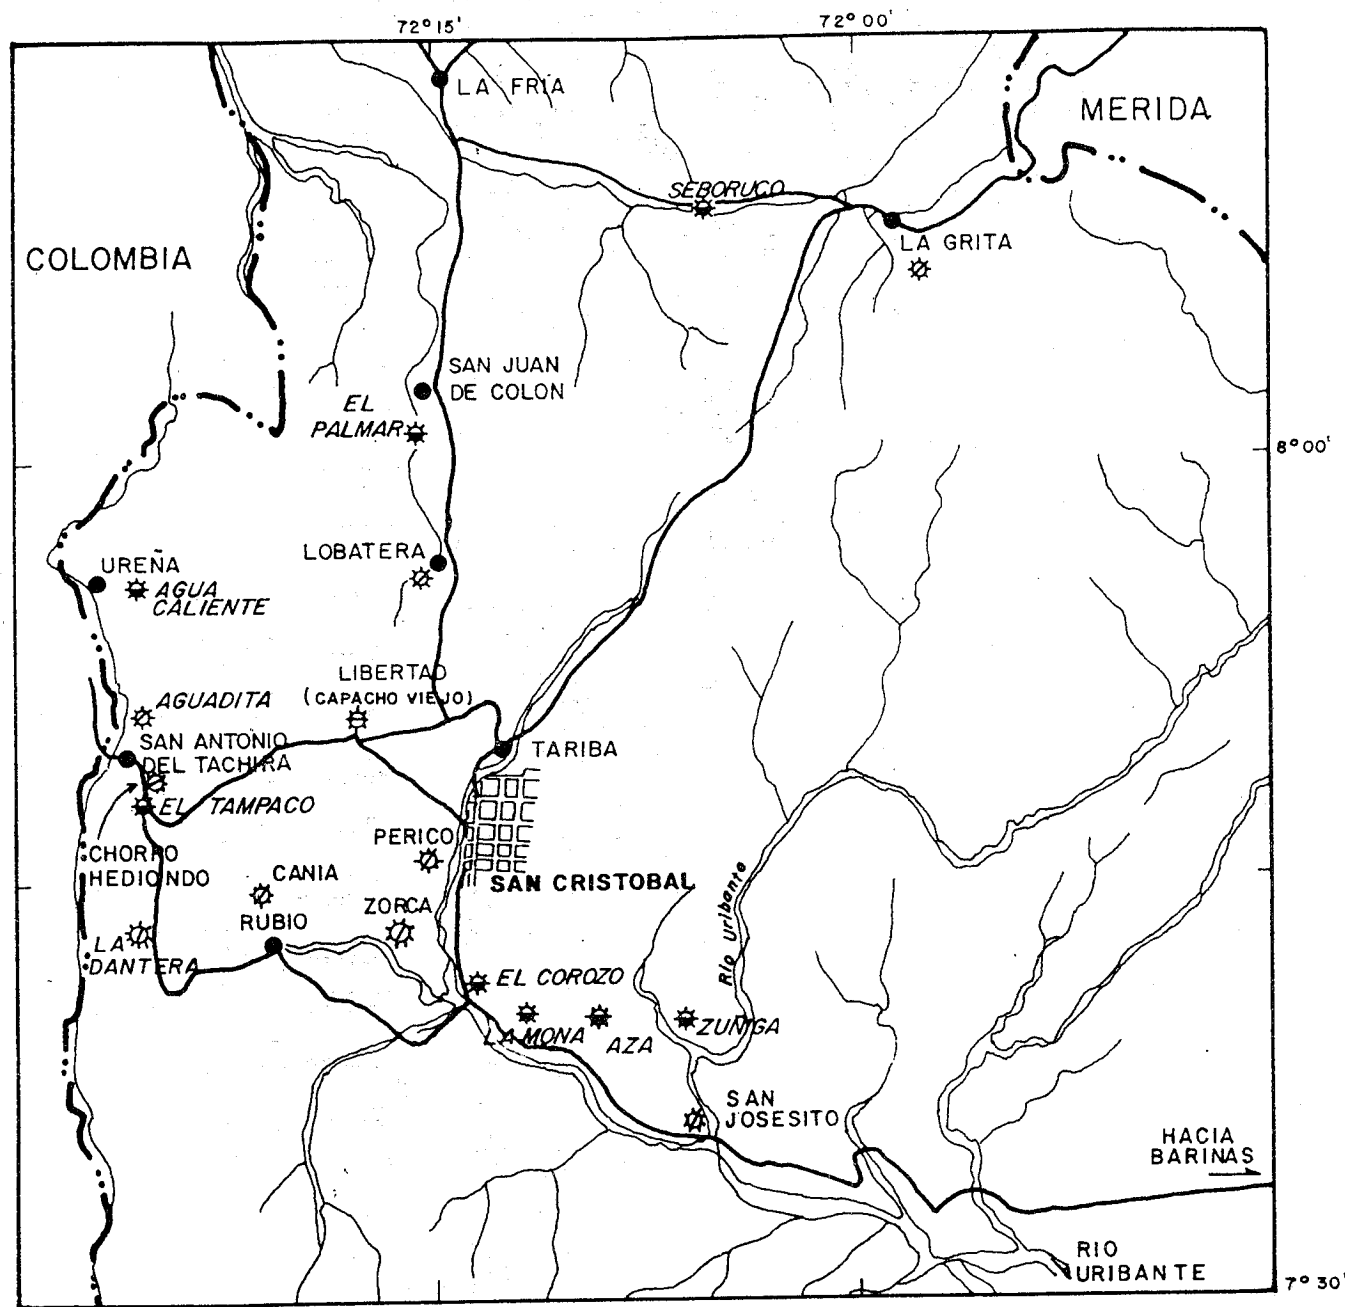 72°15'
72°00'
LA FRIA
MERIDA
SEBORUCO
LA GRITA
COLOMBIA
SAN JUAN
DE COLON
EL
PALMAR
8°00'
LOBATERA
UREÑA
AGUA
CALIENTE
LIBERTAD
(CAPACHO VIEJO)
AGUADITA
SAN ANTONIO
DEL TACHIRA
TARIBA
EL TAMPACO
PERICO
CHORRO
HEDIONDO
CANIA
SAN CRISTOBAL
Río Uribante
ZORCA
RUBIO
LA
DANTERA
EL COROZO
LA MONA
AZA
ZUÑIGA
SAN
JOSESITO
HACIA
BARINAS
RIO
URIBANTE
7°30'